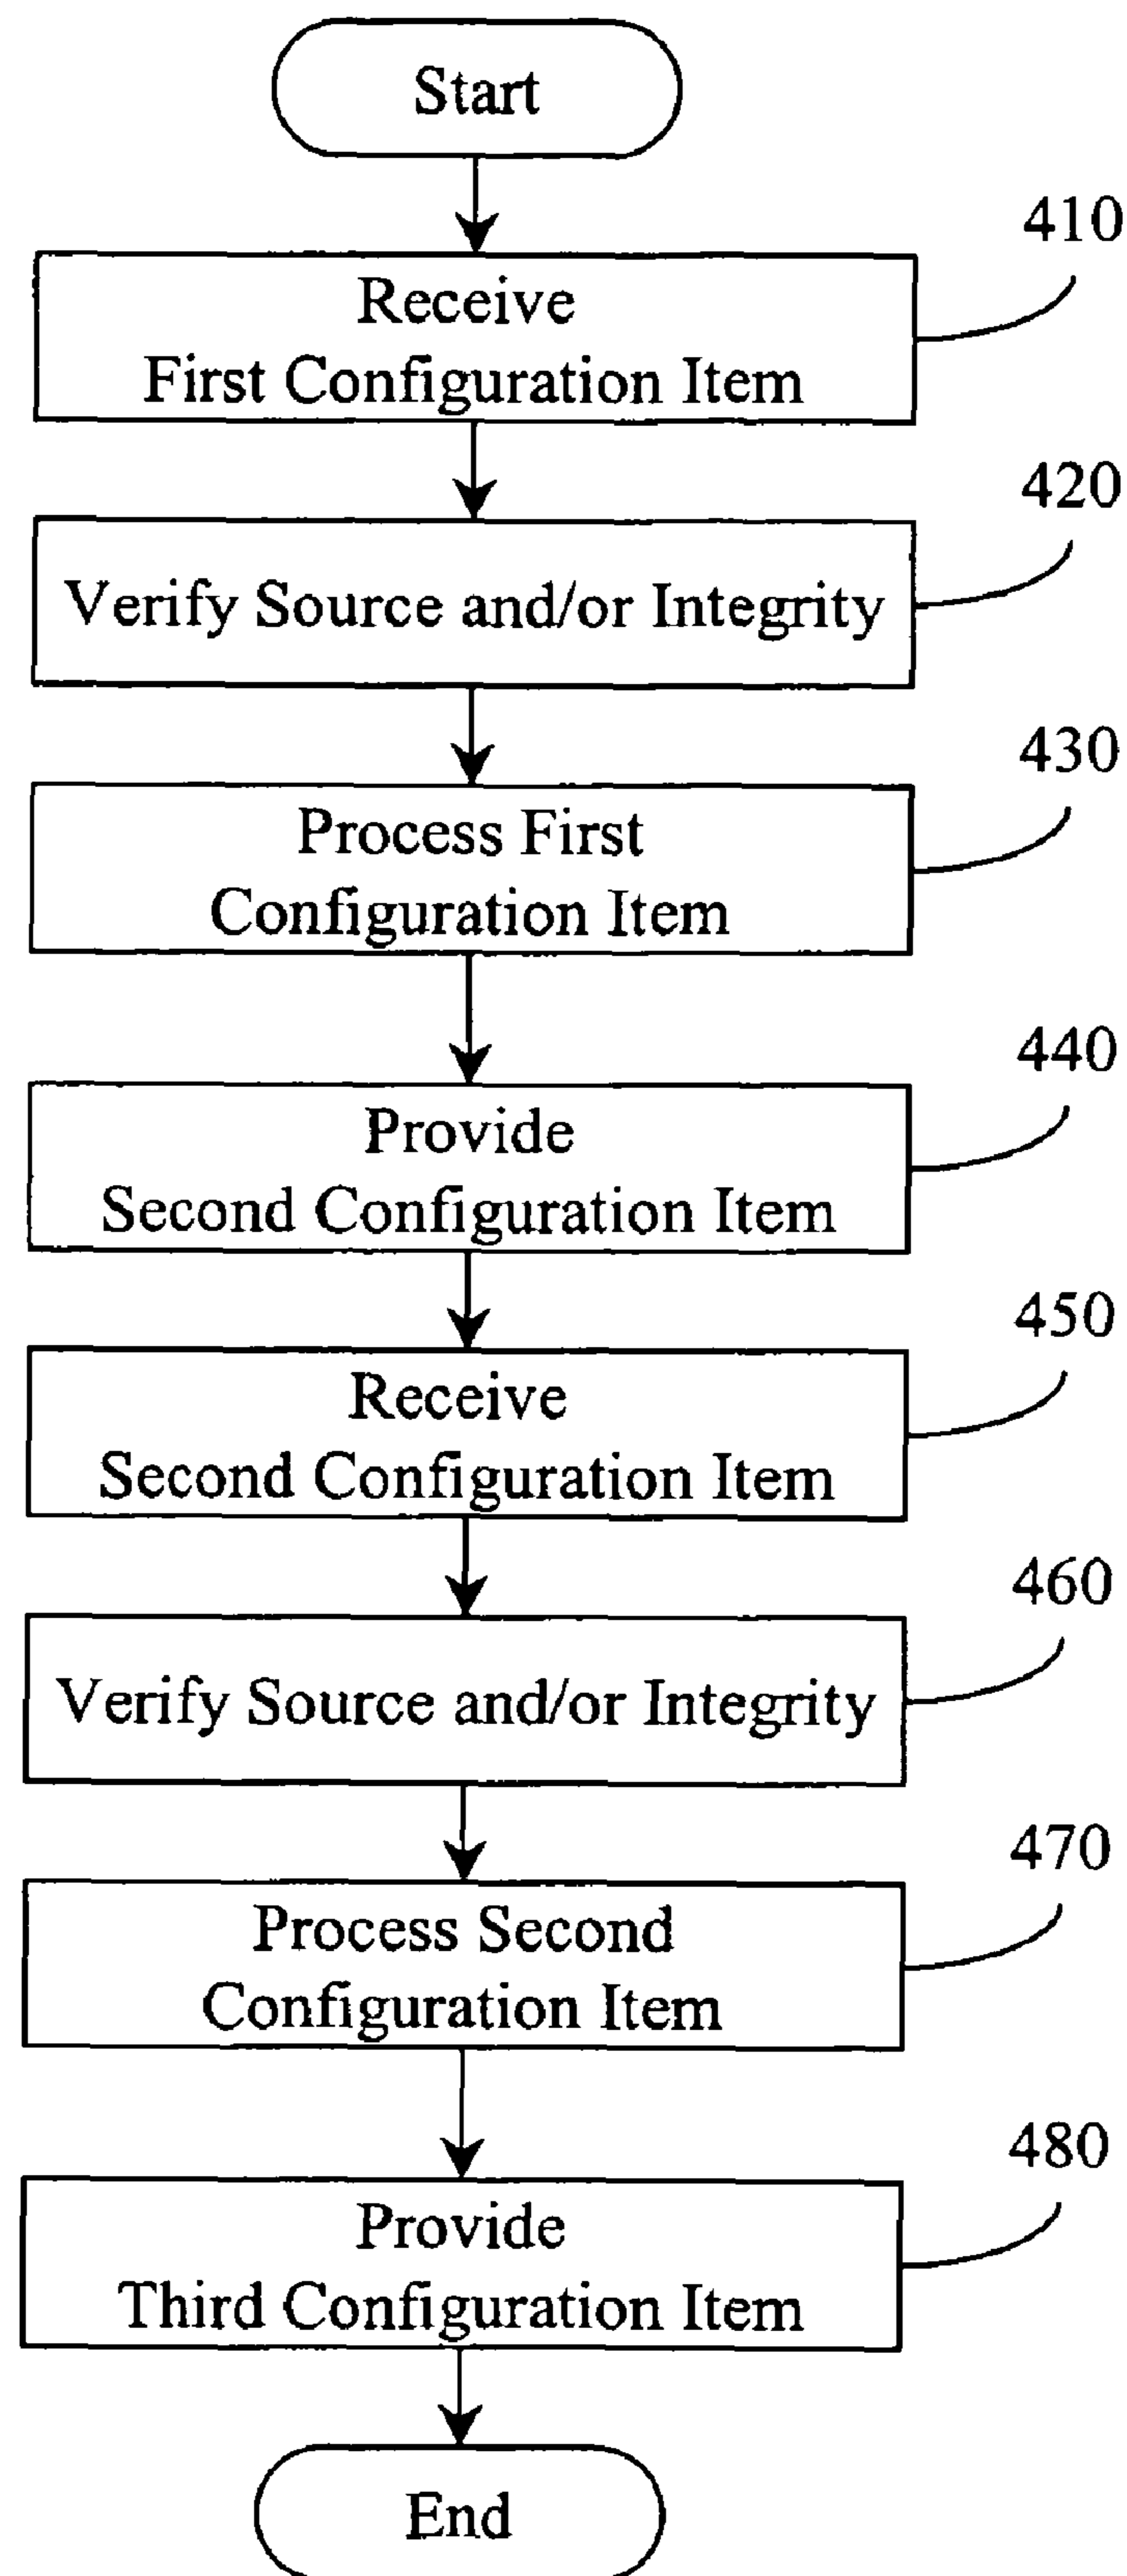 Start
410
Receive
First Configuration Item
420
Verify Source and/or Integrity
430
Process First
Configuration Item
440
Provide
Second Configuration Item
450
Receive
Second Configuration Item
460
Verify Source and/or Integrity
470
Process Second
Configuration Item
480
Provide
Third Configuration Item
End